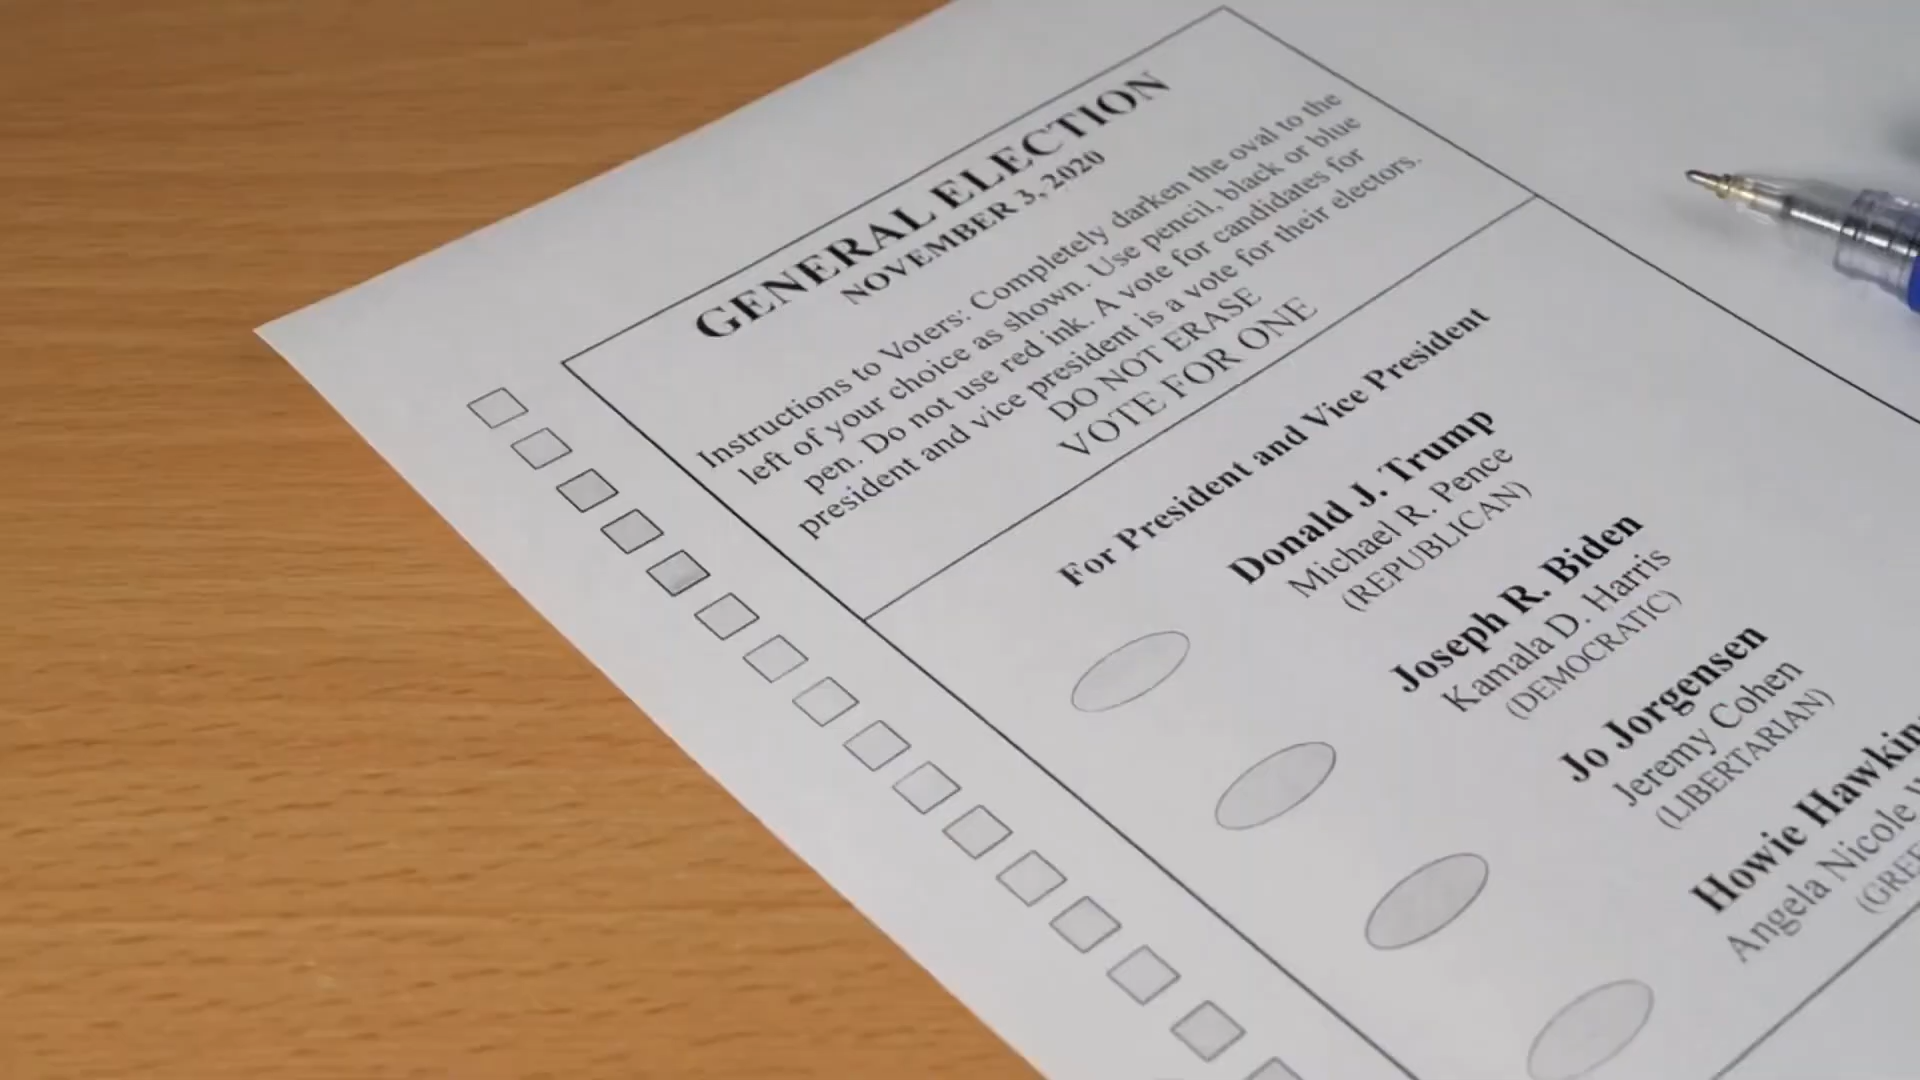 GENERAL ELECTION
NOVEMBER 3, 2020
Instructions to Voters: Completely darken the oval to the
left of your choice as shown. Use pencil, black or blue
pen. Do not use red ink. A vote for candidates for
president and vice president is a vote for their electors.
DO NOT ERASE
VOTE FOR ONE
For President and Vice President
Donald J. Trump
Michael R. Pence
(REPUBLICAN)
Joseph R. Biden
Kamala D. Harris
(DEMOCRATIC)
Jo Jorgensen
Jeremy Cohen
(LIBERTARIAN)
Howie Hawkin
Angela Nicole
(GREE